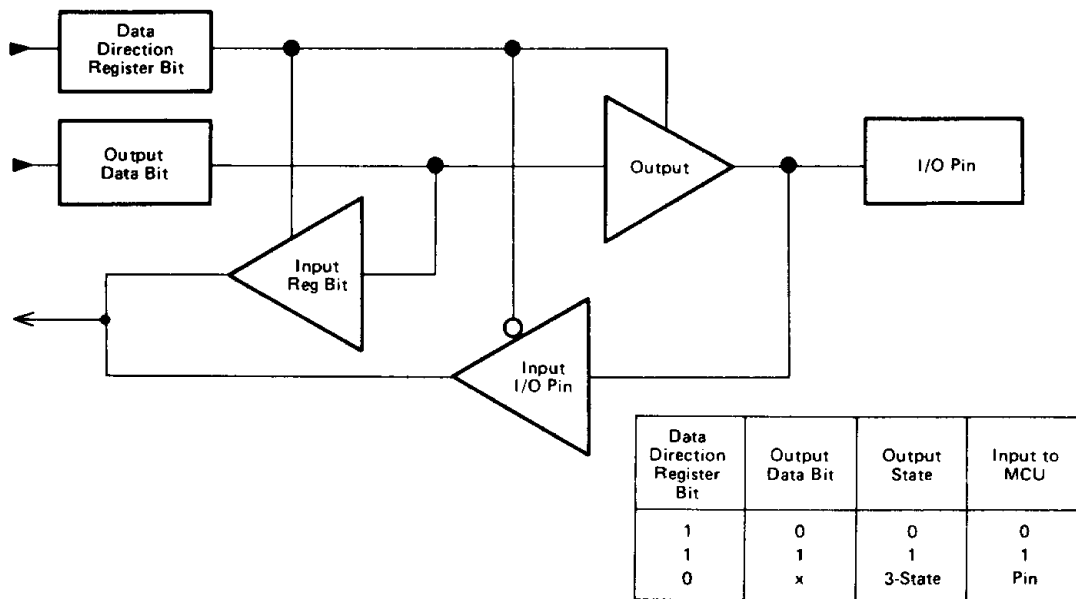 Data
Direction
Register Bit
Output
Data Bit
Output
I/O Pin
Input
Reg Bit
Input
I/O Pin
Data
Direction
Register
Bit
Output
Data Bit
Output
State
Input to
MCU
1 0 0 0
1 1 1 1
0 x 3-State Pin